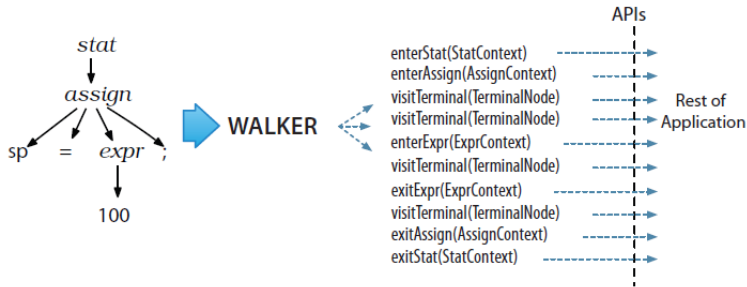 APIs
stat
enterStat(StatContext)
enterAssign(AssignContext)
assign
visitTerminal(TerminalNode)
Rest of
visitTerminal(TerminalNode)
Application
WALKER
enterExpr(ExprContext)
sp = expr ;
visitTerminal(TerminalNode)
exitExpr(ExprContext)
100
visitTerminal(TerminalNode)
exitAssign(AssignContext)
exitStat(StatContext)